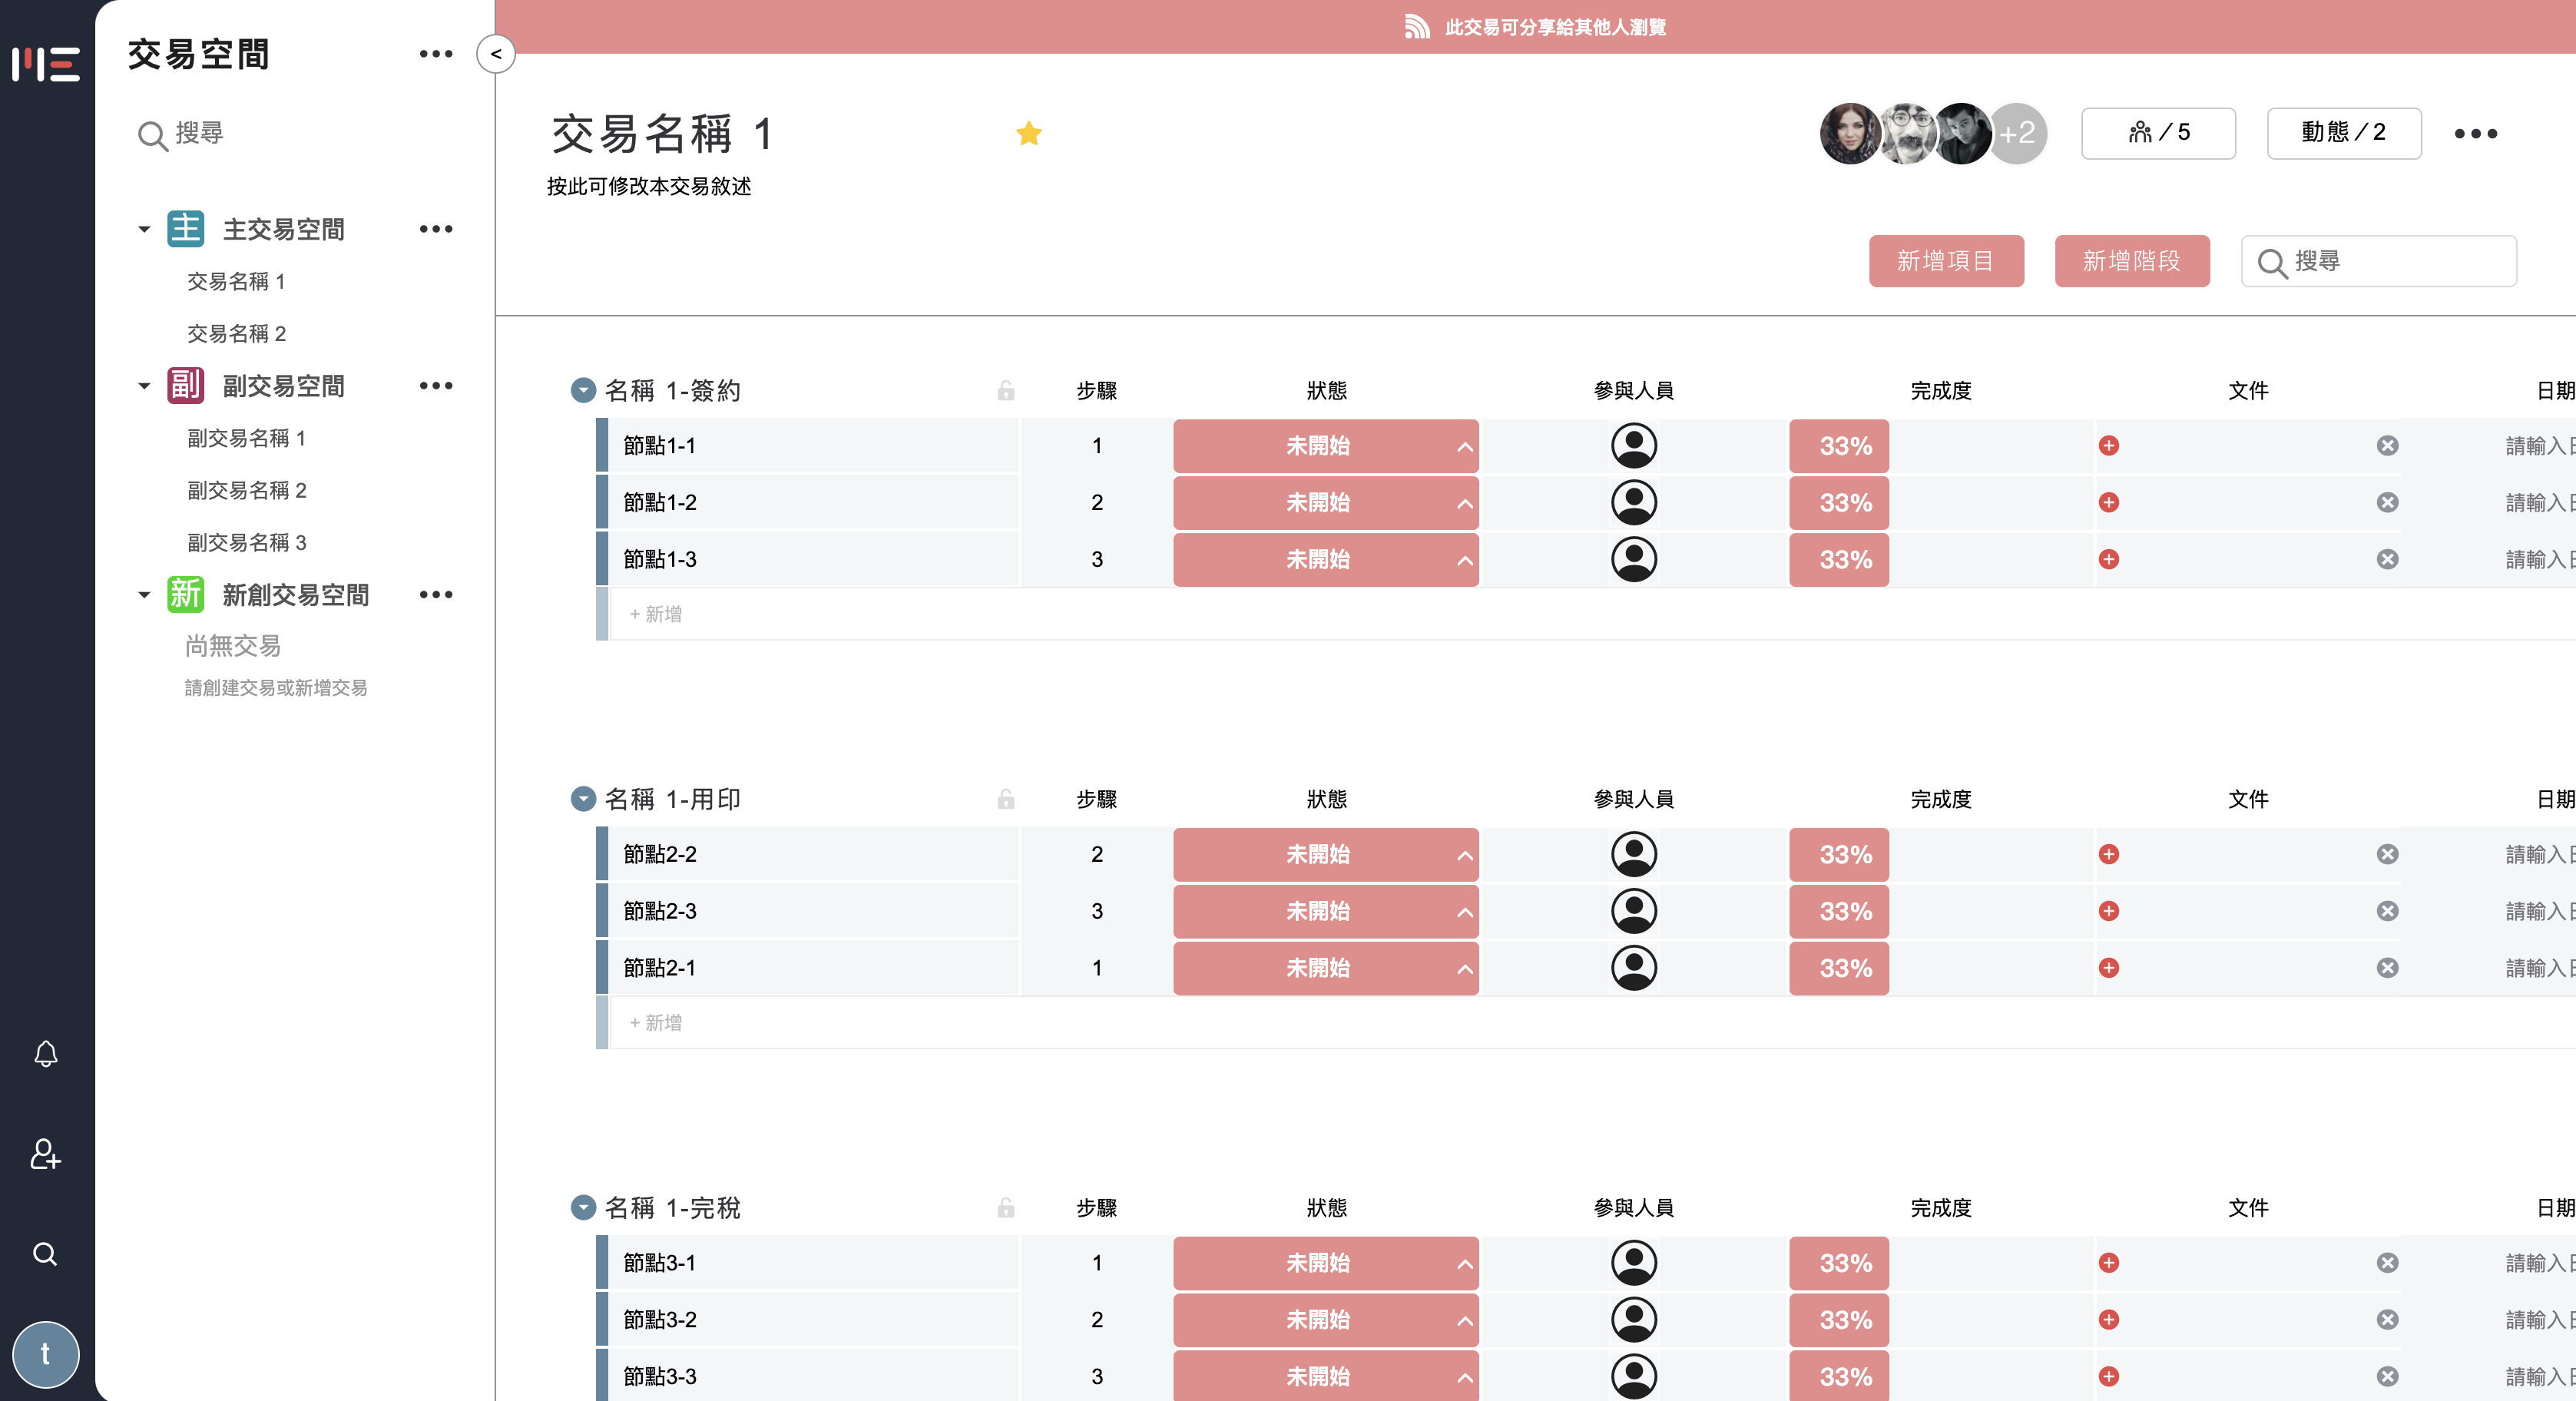 此交易可分享給其他人瀏覽
ME
交易空間
<
搜尋
主 主交易空間
交易名稱 1
交易名稱 2
副 副交易空間
副交易名稱 1
副交易名稱 2
副交易名稱 3
新 新創交易空間
尚無交易
請創建交易或新增交易
t
交易名稱 1
+2
/ 5
動態 / 2
按此可修改本交易敘述
新增項目 新增階段 搜尋
名稱 1-簽約 步驟 狀態 參與人員 完成度 文件 日期
節點1-1 1 未開始 33% 請輸入日
節點1-2 2 未開始 33% 請輸入日
節點1-3 3 未開始 33% 請輸入日
+ 新增
名稱 1-用印 步驟 狀態 參與人員 完成度 文件 日期
節點2-2 2 未開始 33% 請輸入日
節點2-3 3 未開始 33% 請輸入日
節點2-1 1 未開始 33% 請輸入日
+ 新增
名稱 1-完稅 步驟 狀態 參與人員 完成度 文件 日期
節點3-1 1 未開始 33% 請輸入日
節點3-2 2 未開始 33% 請輸入日
節點3-3 3 未開始 33% 請輸入日